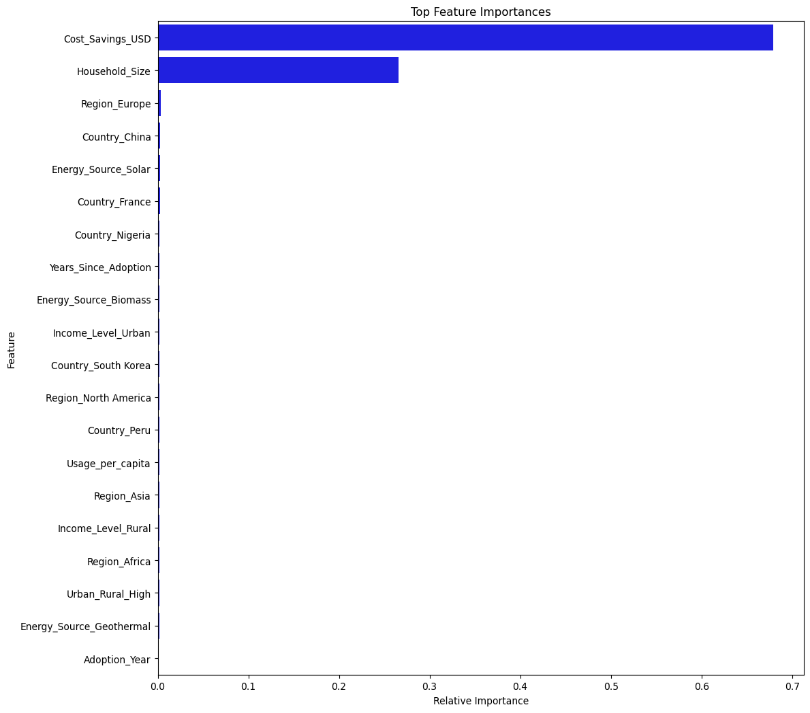 Top Feature Importances
Cost_Savings_USD
Household_Size
Region_Europe
Country_China
Energy_Source_Solar
Country_France
Country_Nigeria
Years_Since_Adoption
Energy_Source_Biomass
Income_Level_Urban
Country_South Korea
Region_North America
Country_Peru
Usage_per_capita
Region_Asia
Income_Level_Rural
Region_Africa
Urban_Rural_High
Energy_Source_Geothermal
Adoption_Year
Feature
0.0 0.1 0.2 0.3 0.4 0.5 0.6 0.7
Relative Importance